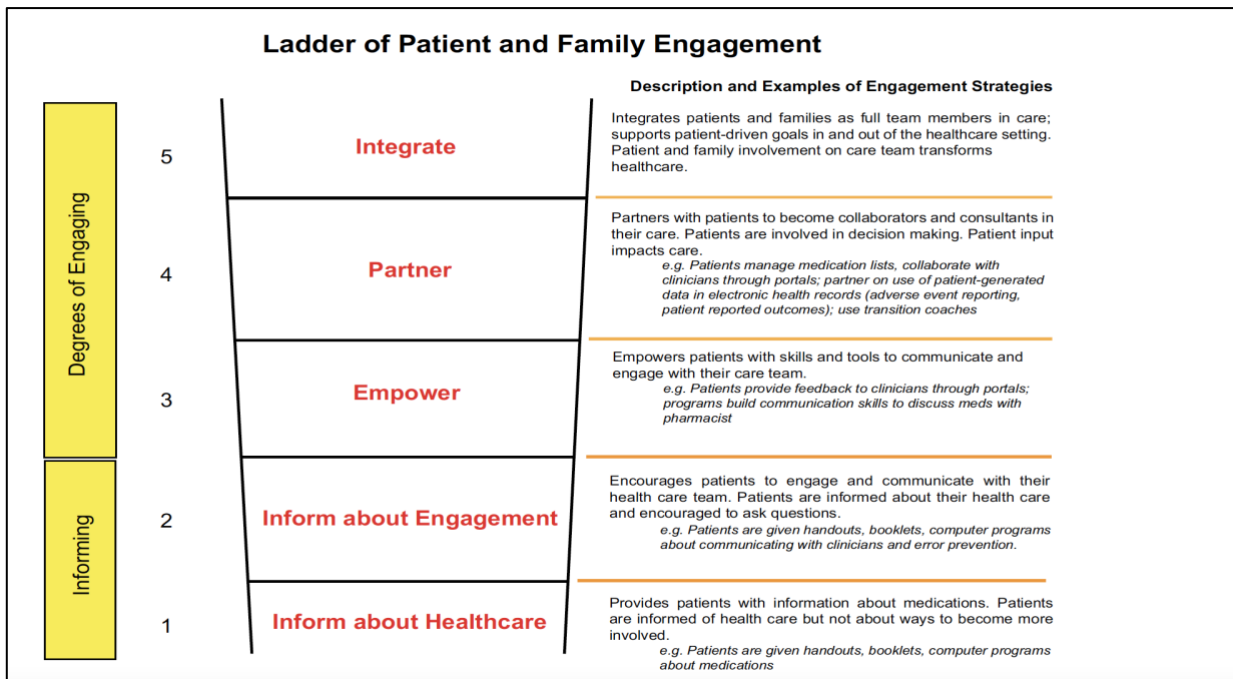 Ladder of Patient and Family Engagement
Description and Examples of Engagement Strategies
Degrees of Engaging
5
Integrate
Integrates patients and families as full team members in care;
supports patient-driven goals in and out of the healthcare setting.
Patient and family involvement on care team transforms
healthcare.
4
Partner
Partners with patients to become collaborators and consultants in
their care. Patients are involved in decision making. Patient input
impacts care.
e.g. Patients manage medication lists, collaborate with
clinicians through portals; partner on use of patient-generated
data in electronic health records (adverse event reporting,
patient reported outcomes); use transition coaches
3
Empower
Empowers patients with skills and tools to communicate and
engage with their care team.
e.g. Patients provide feedback to clinicians through portals;
programs build communication skills to discuss meds with
pharmacist
Informing
2
Inform about Engagement
Encourages patients to engage and communicate with their
health care team. Patients are informed about their health care
and encouraged to ask questions.
e.g. Patients are given handouts, booklets, computer programs
about communicating with clinicians and error prevention.
1
Inform about Healthcare
Provides patients with information about medications. Patients
are informed of health care but not about ways to become more
involved.
e.g. Patients are given handouts, booklets, computer programs
about medications